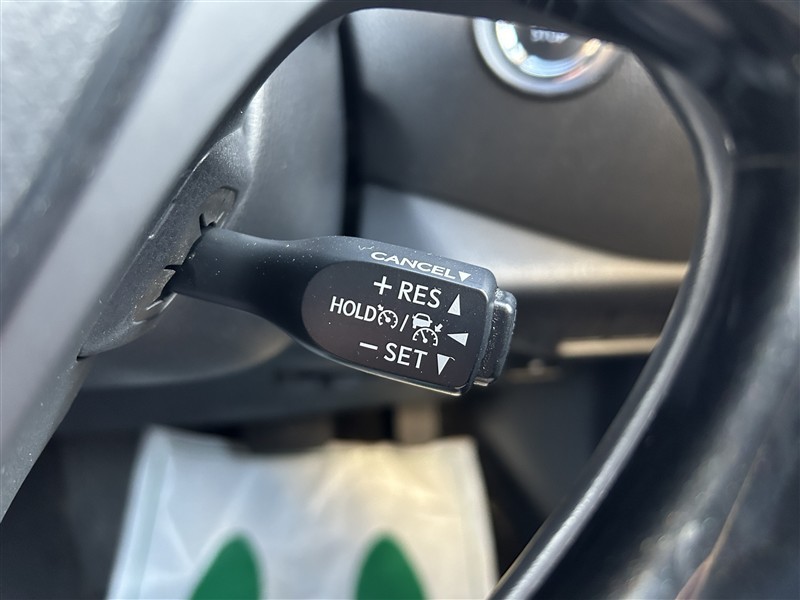 CANCEL▼
+ RES ▲
HOLD /
− SET ▼